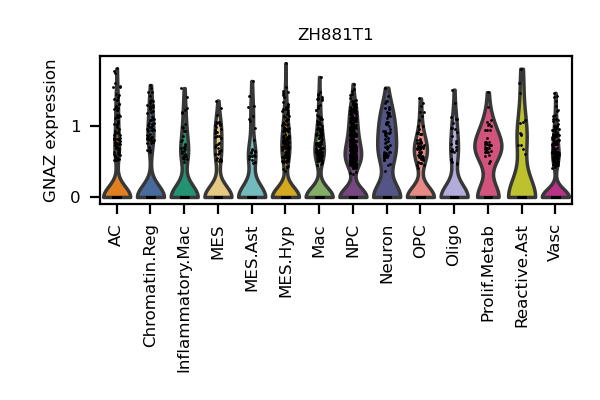 ZH881T1
GNAZ expression
1
0
AC
Chromatin.Reg
Inflammatory.Mac
MES
MES.Ast
MES.Hyp
Mac
NPC
Neuron
OPC
Oligo
Prolif.Metab
Reactive.Ast
Vasc